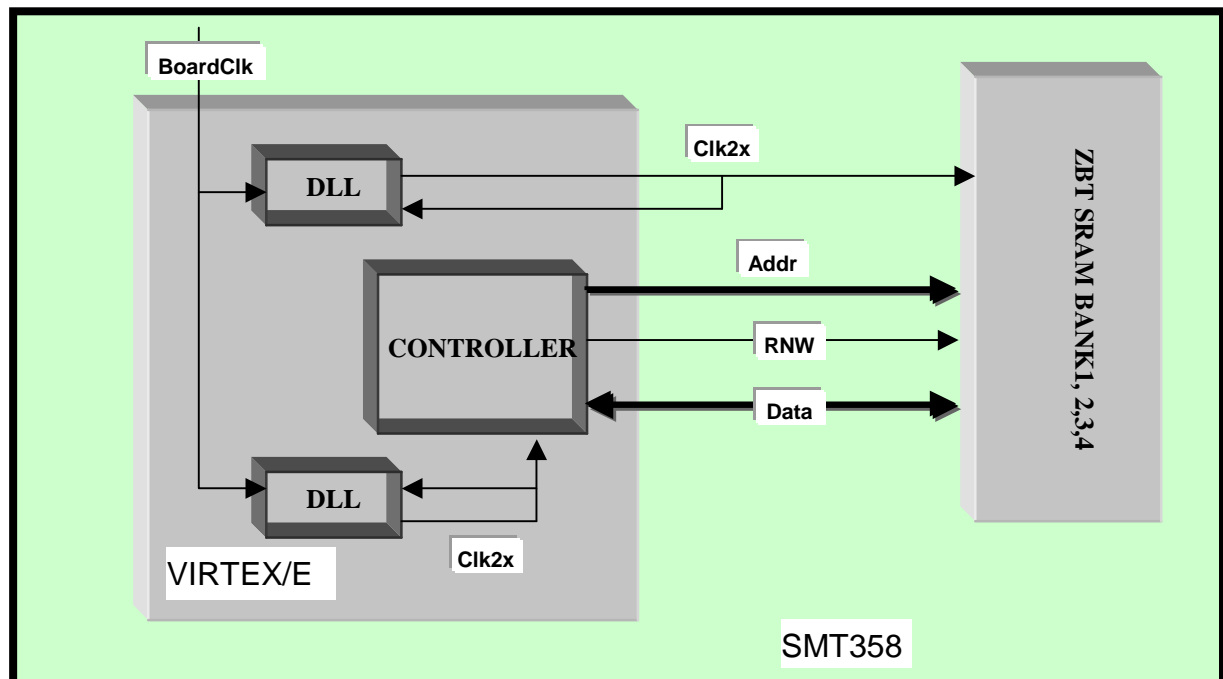 BoardClk
Clk2x
DLL
Addr
CONTROLLER
RNW
Data
DLL
Clk2x
VIRTEX/E
ZBT SRAM BANK1, 2,3,4
SMT358